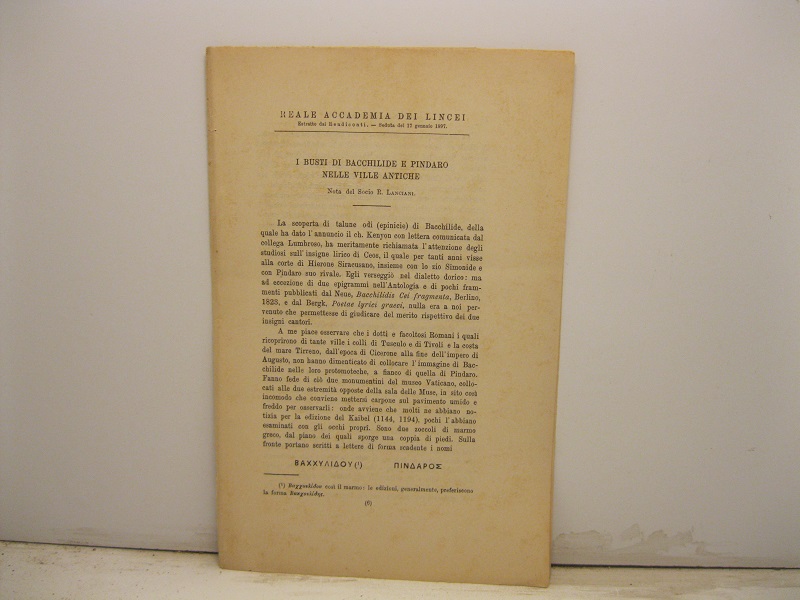 REALE ACCADEMIA DEI LINCEI
Estratto dai Rendiconti. — Seduta del 17 gennaio 1897.
I BUSTI DI BACCHILIDE E PINDARO
NELLE VILLE ANTICHE
Nota del Socio R. LANCIANI.
La scoperta di talune odi (epinicie) di Bacchilide, della
quale ha dato l'annuncio il ch. Kenyon con lettera comunicata dal
collega Lumbroso, ha meritamente richiamata l'attenzione degli
studiosi sull'insigne lirico di Ceos, il quale per tanti anni visse
alla corte di Hierone Siracusano, insieme con lo zio Simonide e
con Pindaro suo rivale. Egli verseggiò nel dialetto dorico: ma
ad eccezione di due epigrammi nell'Antologia e di pochi fram-
menti pubblicati dal Neue, Bacchilidis Cei fragmenta, Berlino,
1823, e dal Bergk, Poetae lyrici graeci, nulla era a noi per-
venuto che permettesse di giudicare del merito rispettivo dei due
insigni cantori.
A me piace osservare che i dotti e facoltosi Romani i quali
ricoprirono di tante ville i colli di Tusculo e di Tivoli e la costa
del mare Tirreno, dall'epoca di Cicerone alla fine dell'impero di
Augusto, non hanno dimenticato di collocare l'immagine di Bac-
chilide nelle loro protomoteche, a fianco di quella di Pindaro.
Fanno fede di ciò due monumentini del museo Vaticano, collo-
cati alle due estremità opposte della sala delle Muse, in sito così
incomodo che conviene mettersi carpone sul pavimento umido e
freddo per osservarli: onde avviene che molti ne abbiano no-
tizia per la edizione del Kaibel (1144, 1194), pochi l'abbiano
esaminati con gli occhi propri. Sono due zoccoli di marmo
greco, dal piano dei quali sporge una coppia di piedi. Sulla
fronte portano scritti a lettere di forma scadente i nomi
ΒΑΧΧΥΛΙΔΟΥ(¹) ΠΙΝΔΑΡΟΣ
così il marmo: le edizioni, generalmente, preferiscono
la forma
(6)